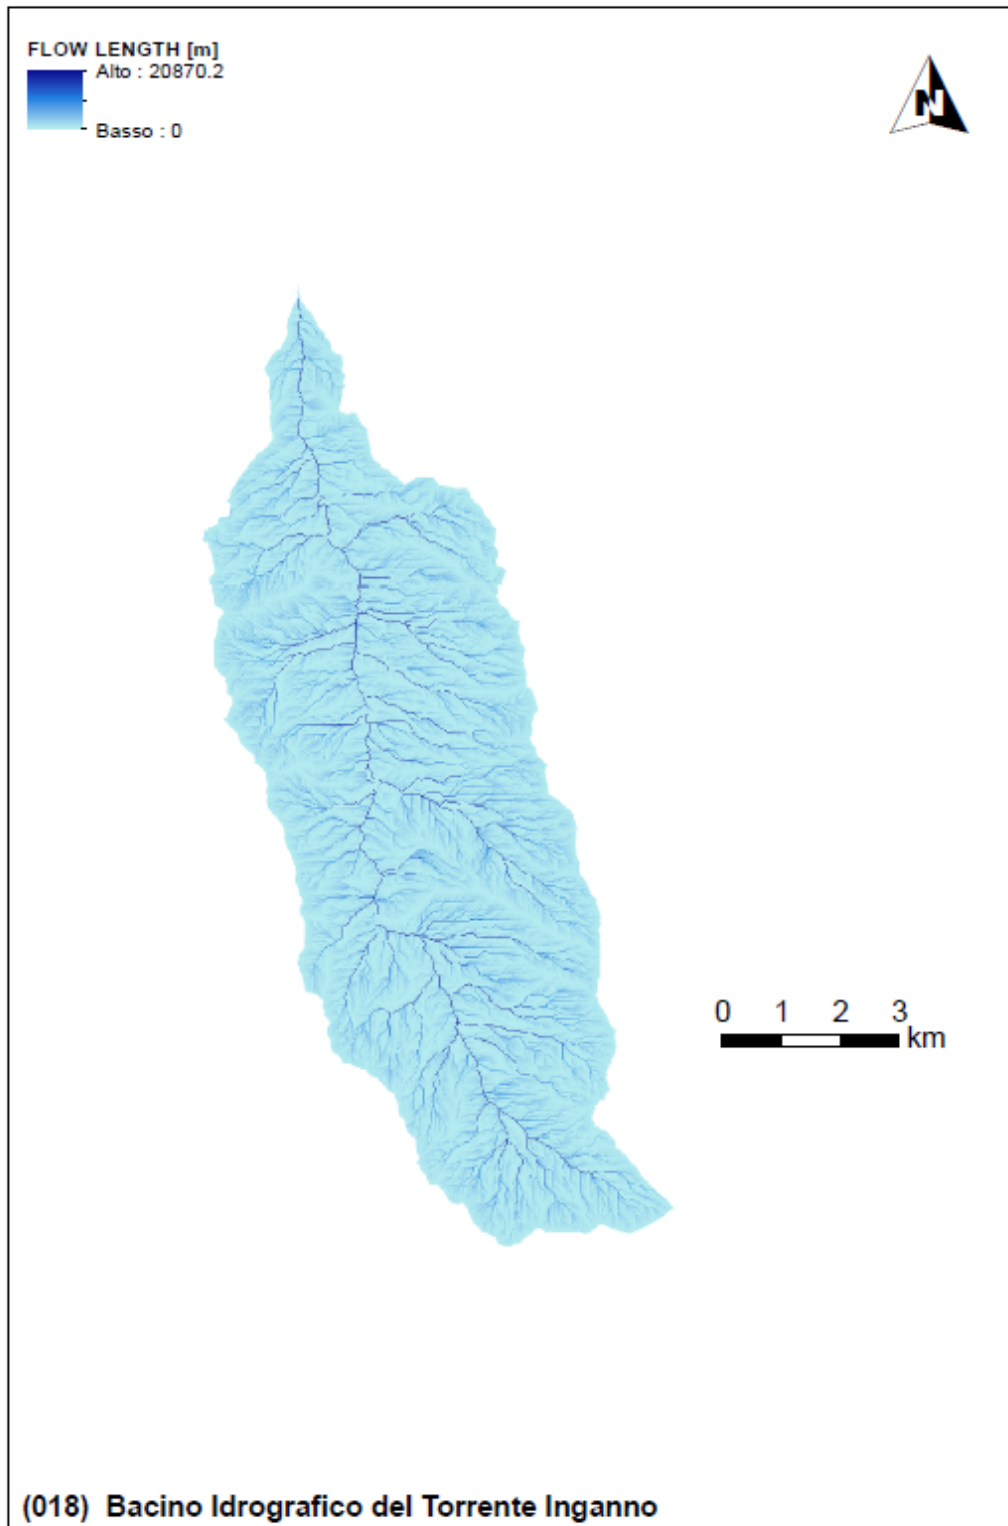 FLOW LENGTH [m]
Alto : 20870.2
Basso : 0
N
0 1 2 3
km
(018) Bacino Idrografico del Torrente Inganno